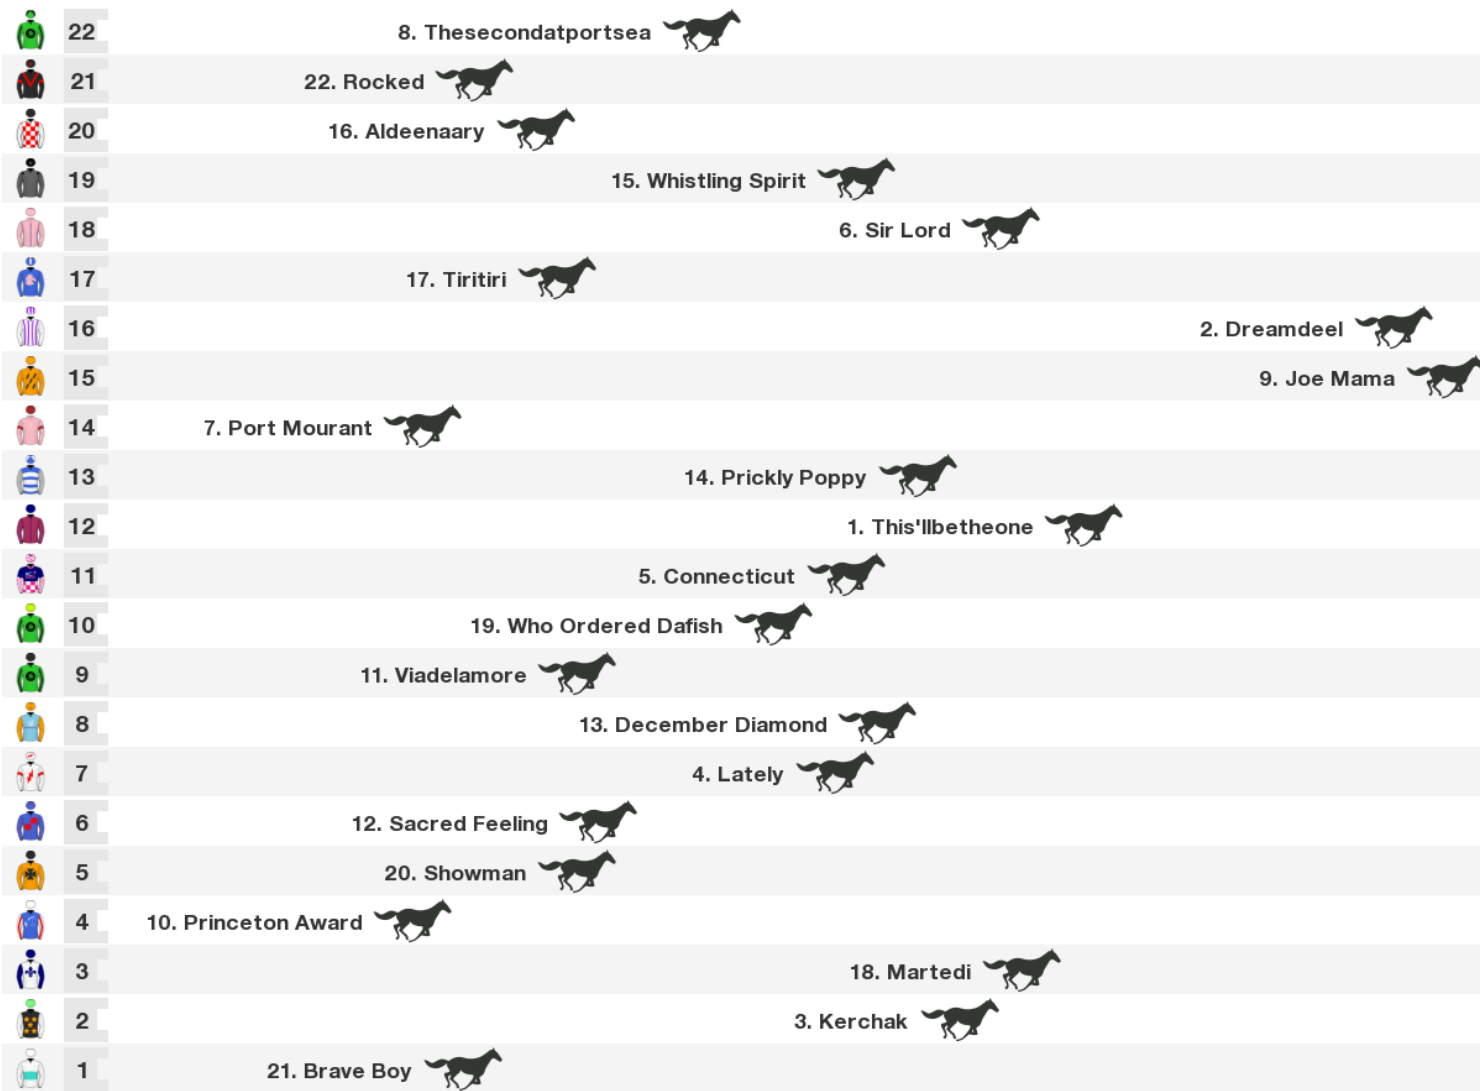 22 8. Thesecondatportsea
21 22. Rocked
20 16. Aldeenaary
19 15. Whistling Spirit
18 6. Sir Lord
17 17. Tiritiri
16 2. Dreamdeel
15 9. Joe Mama
14 7. Port Mourant
13 14. Prickly Poppy
12 1. This'llbetheone
11 5. Connecticut
10 19. Who Ordered Dafish
9 11. Viadelamore
8 13. December Diamond
7 4. Lately
6 12. Sacred Feeling
5 20. Showman
4 10. Princeton Award
3 18. Martedi
2 3. Kerchak
1 21. Brave Boy